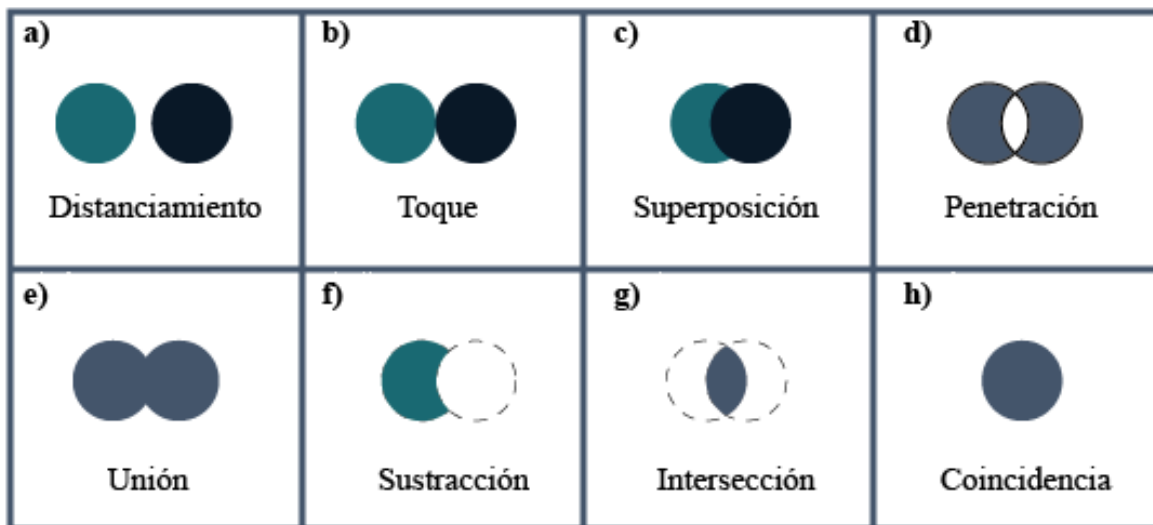 a)
b)
c)
d)
Distanciamiento
Toque
Superposición
Penetración
e)
f)
g)
h)
Unión
Sustracción
Intersección
Coincidencia